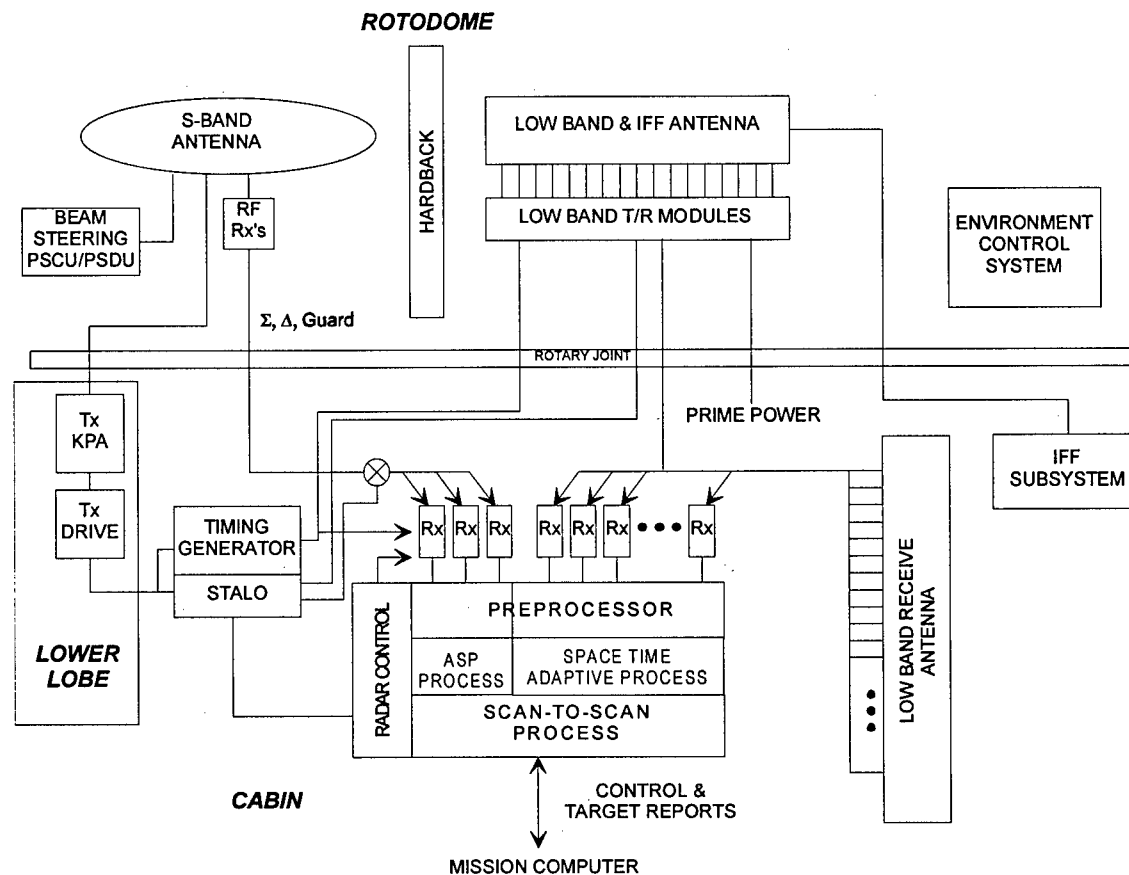 ROTODOME
S-BAND
ANTENNA
HARDBACK
LOW BAND & IFF ANTENNA
LOW BAND T/R MODULES
BEAM
STEERING
PSCU/PSDU
RF
Rx's
ENVIRONMENT
CONTROL
SYSTEM
Σ, Δ, Guard
ROTARY JOINT
Tx
KPA
Tx
DRIVE
LOWER
LOBE
PRIME POWER
IFF
SUBSYSTEM
TIMING
GENERATOR
STALO
Rx
Rx
Rx
Rx
Rx
Rx
Rx
RADAR CONTROL
PREPROCESSOR
ASP
PROCESS
SPACE TIME
ADAPTIVE PROCESS
SCAN-TO-SCAN
PROCESS
LOW BAND RECEIVE
ANTENNA
CABIN
CONTROL &
TARGET REPORTS
MISSION COMPUTER